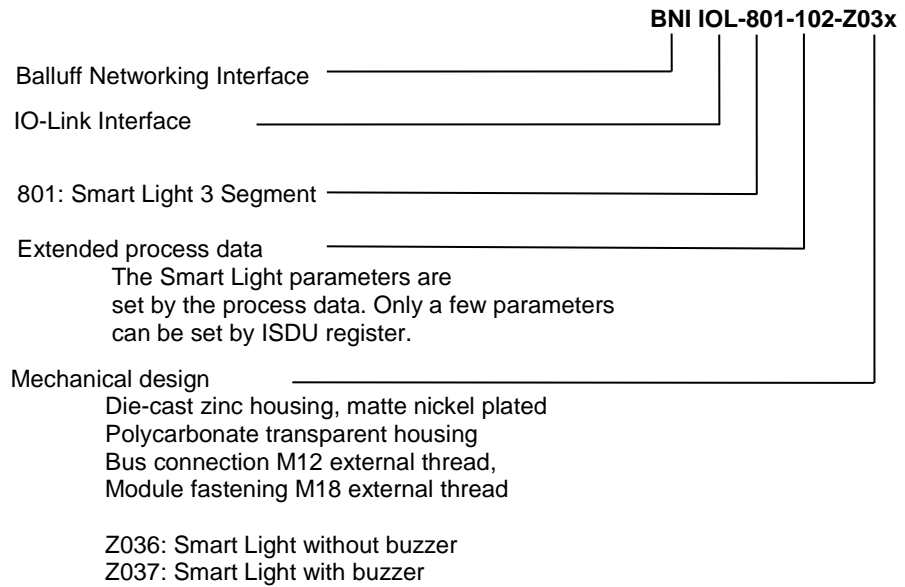 BNI IOL-801-102-Z03x
Balluff Networking Interface
IO-Link Interface
801: Smart Light 3 Segment
Extended process data
The Smart Light parameters are
set by the process data. Only a few parameters
can be set by ISDU register.
Mechanical design
Die-cast zinc housing, matte nickel plated
Polycarbonate transparent housing
Bus connection M12 external thread,
Module fastening M18 external thread
Z036: Smart Light without buzzer
Z037: Smart Light with buzzer